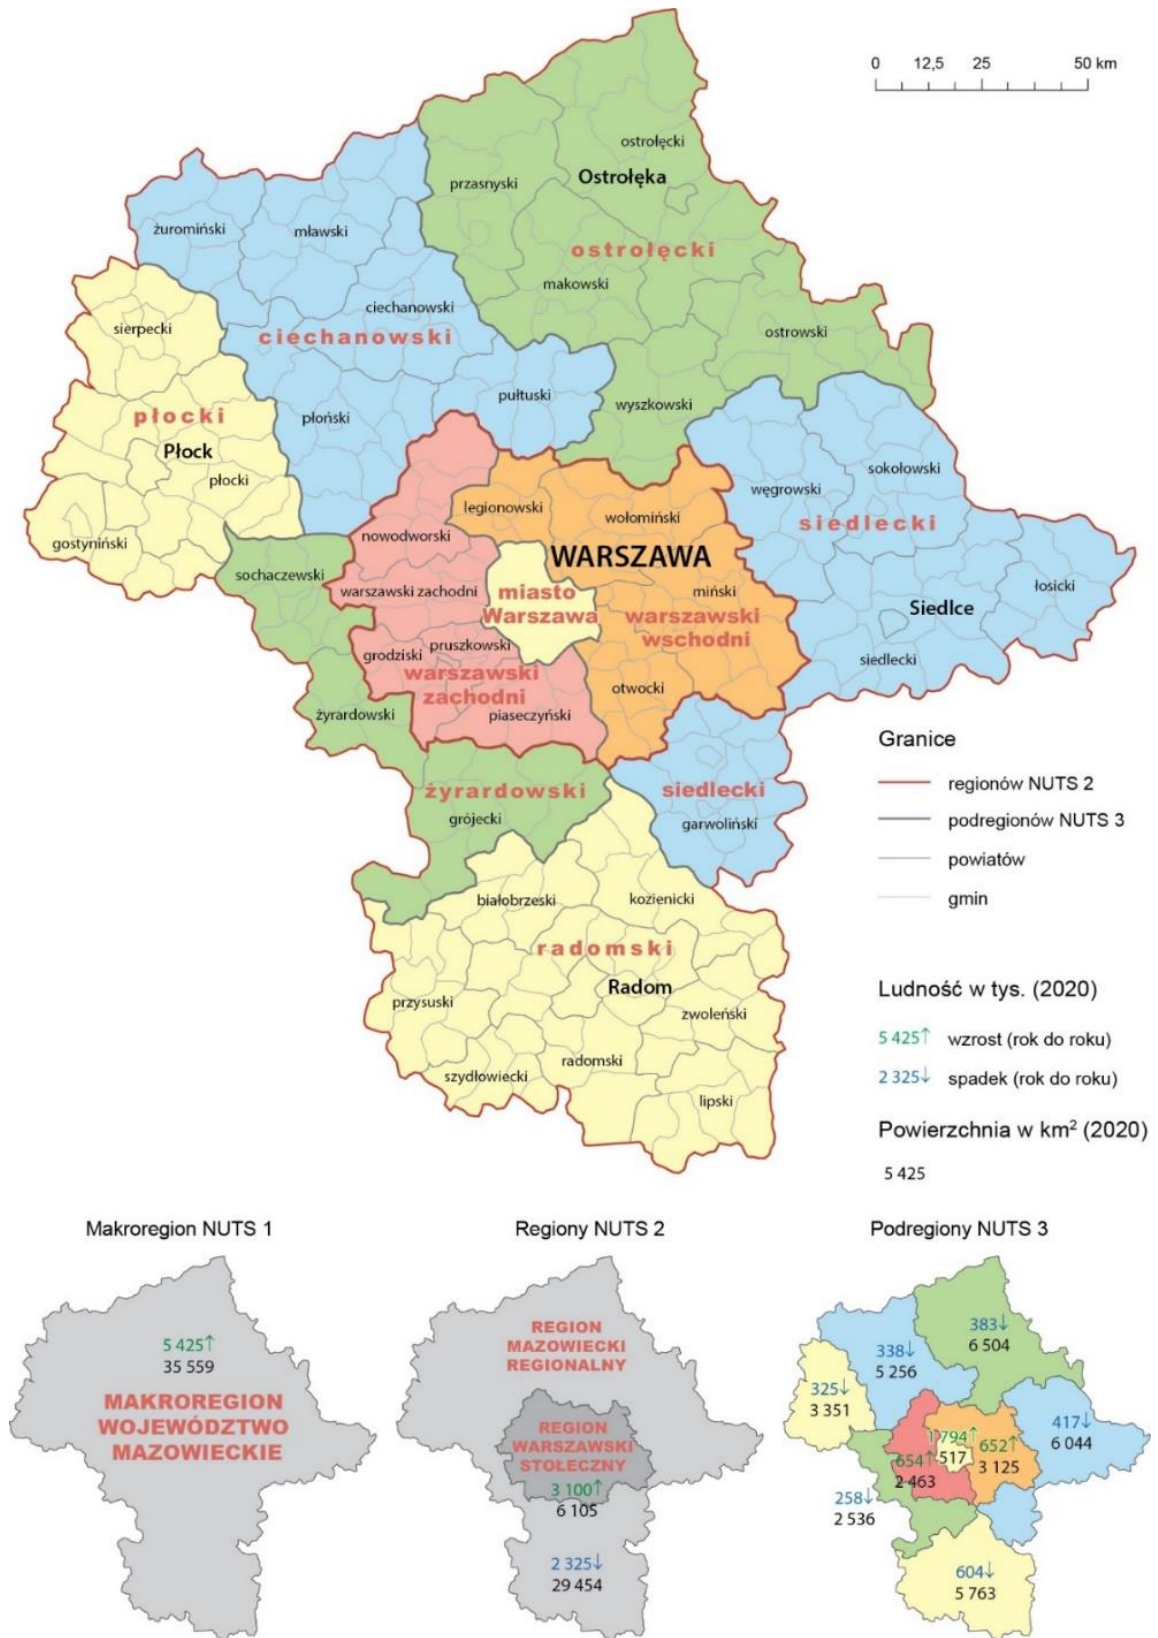 0 12,5 25 50 km
ostrołęcki
Ostrołęka
przasnyski
żuromiński
mławski
ostrołęcki
makowski
ciechanowski
sierpecki
ciechanowski
ostrowski
pułtuski
wyszkowski
płocki
płoński
Płock
sokołowski
płocki
węgrowski
legionowski
wołomiński
siedlecki
nowodworski
gostyniński
WARSZAWA
sochaczewski
łosicki
warszawski zachodni
miasto
Warszawa
miński
Siedlce
warszawski
wschodni
pruszkowski
grodziski
siedlecki
warszawski
zachodni
otwocki
żyrardowski
piaseczyński
Granice
regionów NUTS 2
podregionów NUTS 3
powiatów
gmin
żyrardowski
siedlecki
grójecki
garwoliński
białobrzeski
kozienicki
radomski
Radom
przysuski
zwoleński
radomski
szydłowiecki
lipski
Ludność w tys. (2020)
5 425↑ wzrost (rok do roku)
2 325↓ spadek (rok do roku)
Powierzchnia w km² (2020)
5 425
Makroregion NUTS 1
5 425↑
35 559
MAKROREGION
WOJEWÓDZTWO
MAZOWIECKIE
Regiony NUTS 2
REGION
MAZOWIECKI
REGIONALNY
REGION
WARSZAWSKI
STOŁECZNY
3 100↑
6 105
2 325↓
29 454
Podregiony NUTS 3
383↓
6 504
338↓
5 256
325↓
3 351
417↓
6 044
1 794↑
517
652↑
3 125
654↑
2 463
258↓
2 536
604↓
5 763